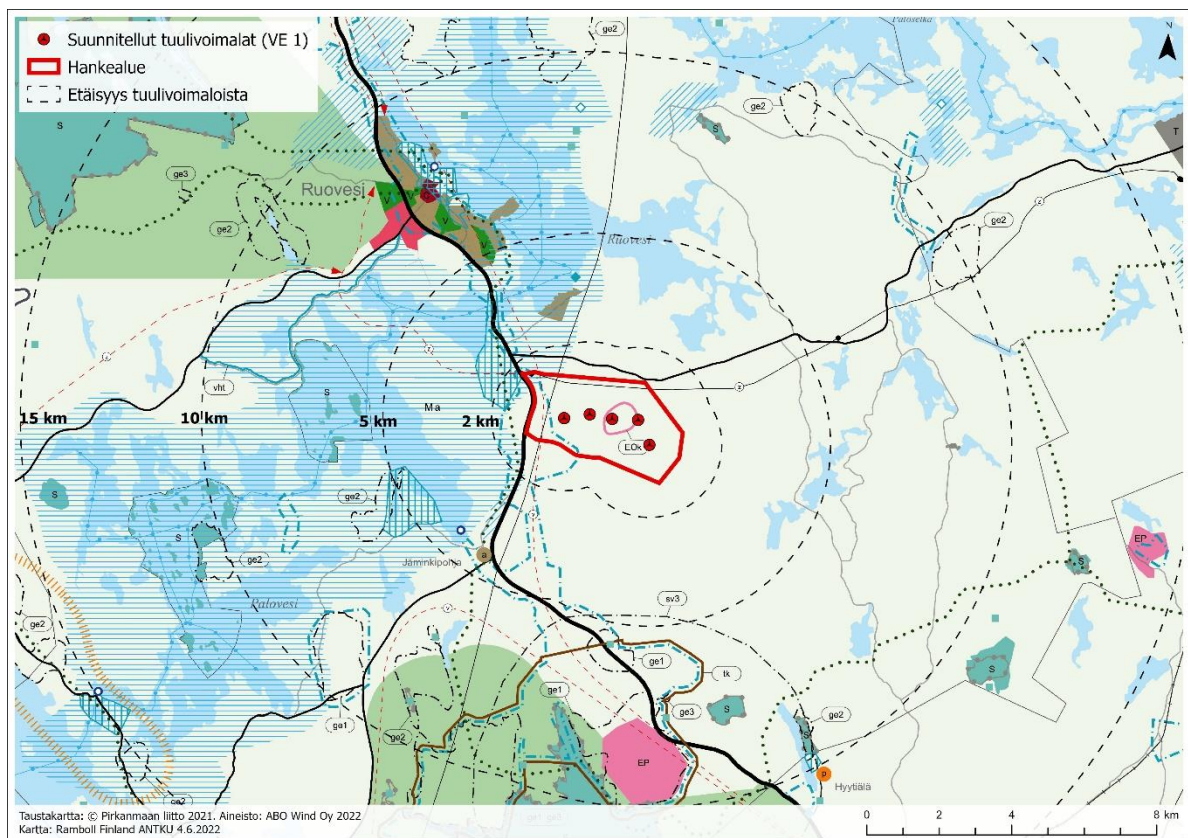 Suunnitellut tuulivoimalat (VE 1)
Hankealue
Etäisyys tuulivoimaloista
Paloselkä
ge2
ge2
S
S
T
ge3
Ruovesi
V
V
V
ge2
Ruovesi
ge2
z
z
z
z
vht
S
Ma
15 km
10 km
5 km
2 km
EOk
S
ge2
S
EP
a
Jäminkipohja
S
ge2
Palovesi
sv3
ge2
ge1
tk
S
ge1
ge3
S
ge1
ge2
ge2
S
EP
p
Hyytiälä
ge2
Taustakartta: © Pirkanmaan liitto 2021. Aineisto: ABO Wind Oy 2022
Kartta: Ramboll Finland ANTKU 4.6.2022
0 2 4 6 8 km